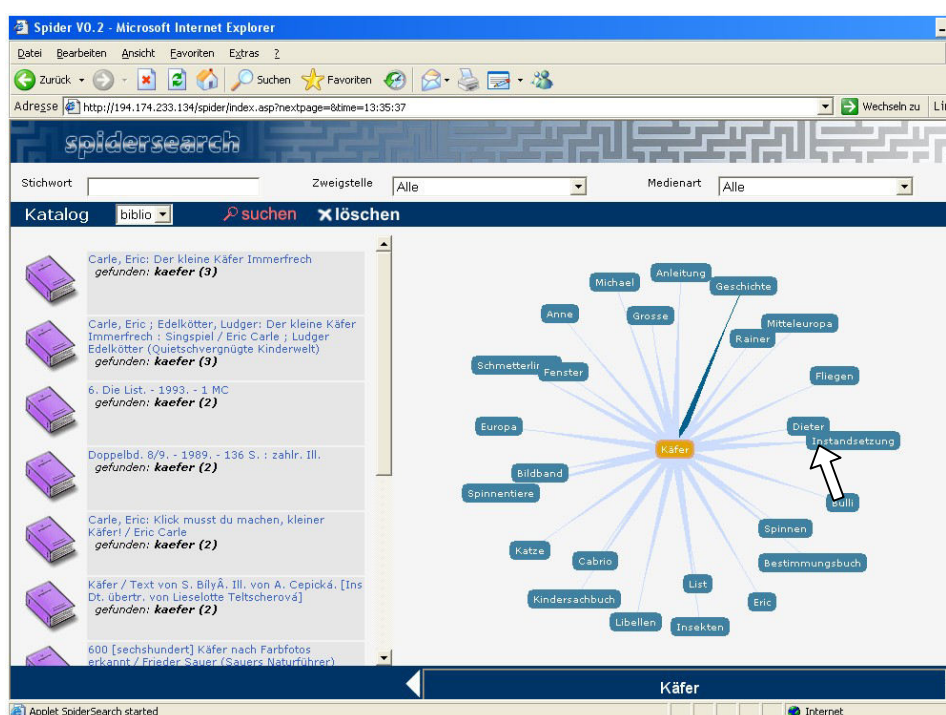 Spider V0.2 - Microsoft Internet Explorer
Datei Bearbeiten Ansicht Favoriten Extras ?
Zurück Suchen Favoriten
Adresse http://194.174.233.134/spider/index.asp?nextpage=&time=13:35:37 Wechseln zu
spidersearch
Stichwort Zweigstelle Alle Medienart Alle
Katalog biblio suchen löschen
Carle, Eric: Der kleine Käfer Immerfrech
gefunden: kaefer (3)
Carle, Eric ; Edelkötter, Ludger: Der kleine Käfer
Immerfrech : Singspiel / Eric Carle ; Ludger
Edelkötter (Quietschvergnügte Kinderwelt)
gefunden: kaefer (3)
6. Die List. - 1993. - 1 MC
gefunden: kaefer (2)
Doppelbd. 8/9. - 1989. - 136 S. : zahlr. Ill.
gefunden: kaefer (2)
Carle, Eric: Klick musst du machen, kleiner
Käfer! / Eric Carle
gefunden: kaefer (2)
Käfer / Text von S. BílyÂ. Ill. von A. Cepická. [Ins
Dt. übertr. von Lieselotte Teltscherová]
gefunden: kaefer (2)
600 [sechshundert] Käfer nach Farbfotos
erkannt / Frieder Sauer (Sauers Naturführer)
Anleitung
Michael
Geschichte
Anne
Grosse
Mitteleuropa
Rainer
Schmetterli
Fenster
Fliegen
Europa
Dieter
Instandsetzung
Käfer
Bildband
Spinnentiere
Bulli
Spinnen
Katze
Cabrio
Bestimmungsbuch
List
Kindersachbuch
Eric
Libellen
Insekten
Käfer
Applet SpiderSearch started Internet